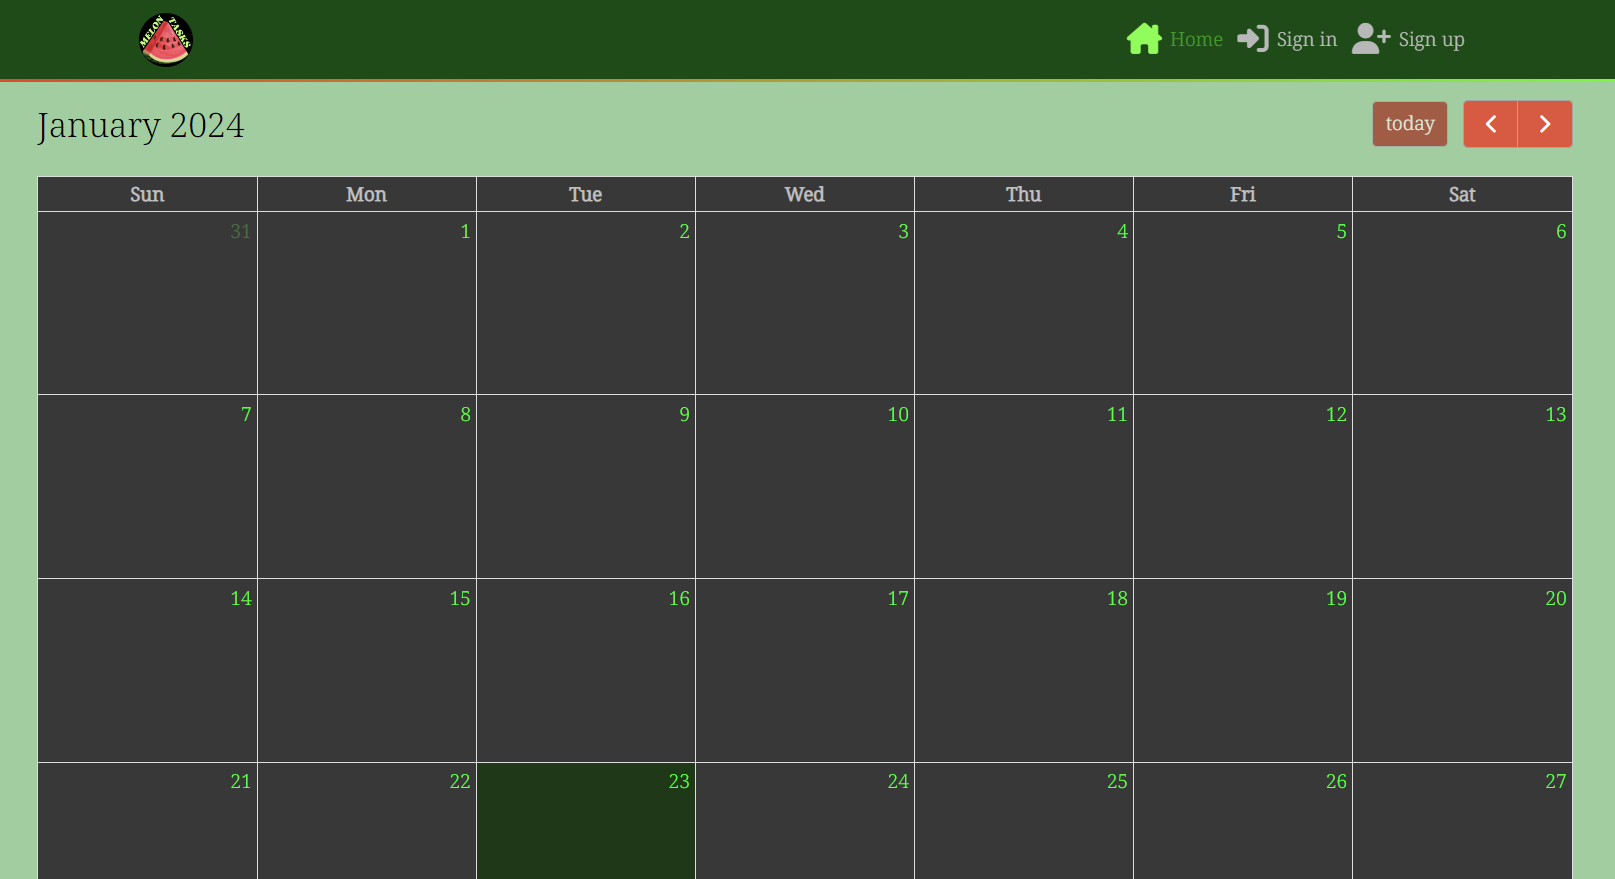 MELON TASKS
Home Sign in Sign up
January 2024
today
Sun Mon Tue Wed Thu Fri Sat
31 1 2 3 4 5 6
7 8 9 10 11 12 13
14 15 16 17 18 19 20
21 22 23 24 25 26 27